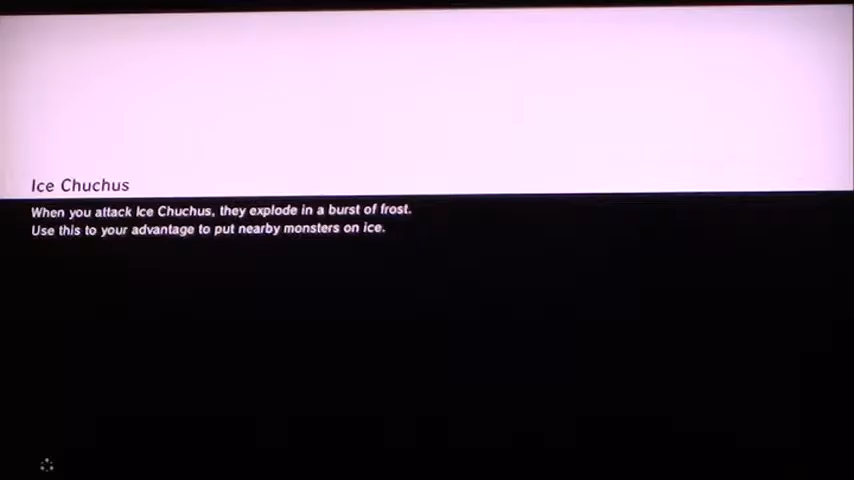 Ice Chuchus
When you attack Ice Chuchus, they explode in a burst of frost.
Use this to your advantage to put nearby monsters on ice.